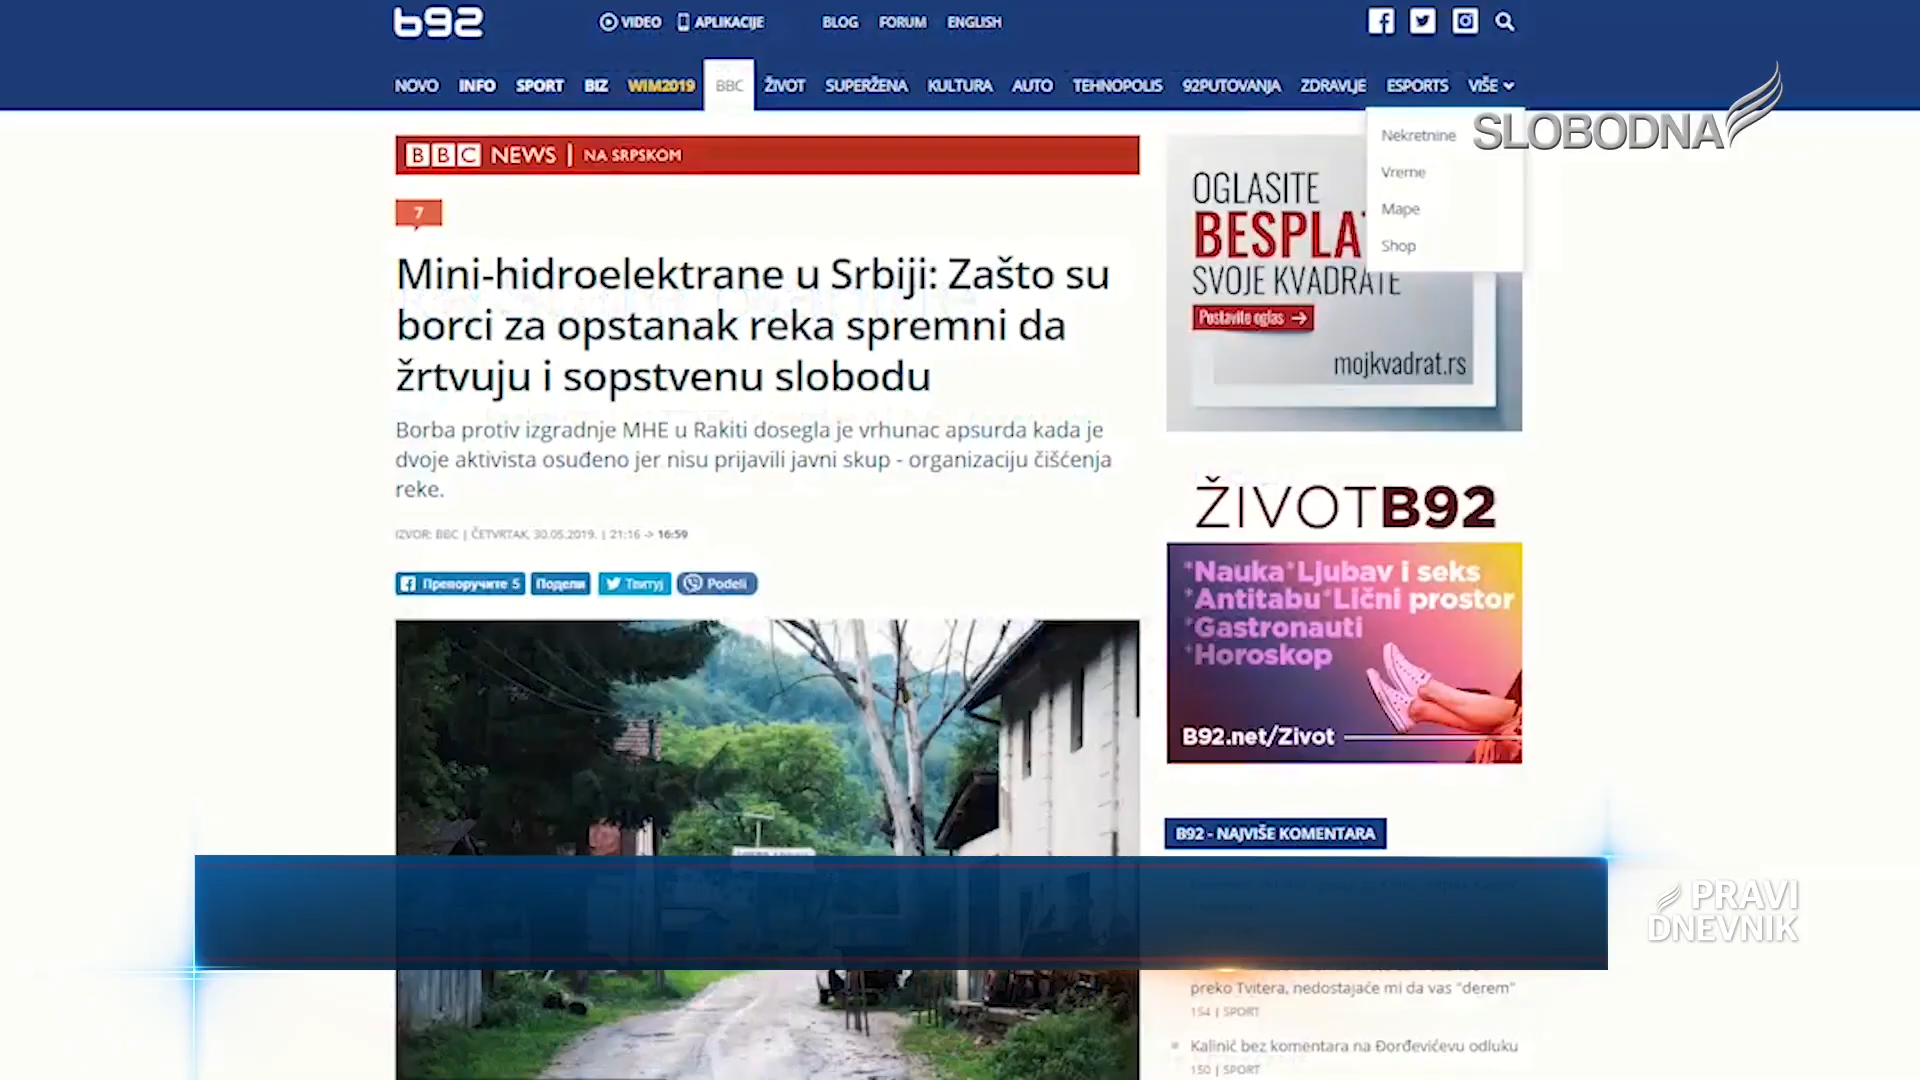 b92
VIDEO
APLIKACIJE
BLOG
FORUM
ENGLISH
NOVO
INFO
SPORT
BIZ
WIM2019
BBC
ŽIVOT
SUPERŽENA
KULTURA
AUTO
TEHNOPOLIS
92PUTOVANJA
ZDRAVLJE
ESPORTS
VIŠE
Nekretnine
Vreme
Mape
Shop
SLOBODNA
BBC NEWS | NA SRPSKOM
7
Mini-hidroelektrane u Srbiji: Zašto su
borci za opstanak reka spremni da
žrtvuju i sopstvenu slobodu
Borba protiv izgradnje MHE u Rakiti dosegla je vrhunac apsurda kada je
dvoje aktivista osuđeno jer nisu prijavili javni skup - organizaciju čišćenja
reke.
IZVOR: BBC | ČETVRTAK, 30.05.2019. | 21:16 -> 16:59
Препоручите 5
Подели
Твитуј
Podeli
OGLASITE
BESPLA
SVOJE KVADRATE
Postavite oglas →
mojkvadrat.rs
ŽIVOTB92
*Nauka*Ljubav i seks
*Antitabu*Lični prostor
*Gastronauti
*Horoskop
B92.net/Zivot
B92 - NAJVIŠE KOMENTARA
preko Tvitera, nedostajaće mi da vas "derem"
154 | SPORT
Kalinić bez komentara na Đorđevićevu odluku
150 | SPORT
PRAVI
DNEVNIK